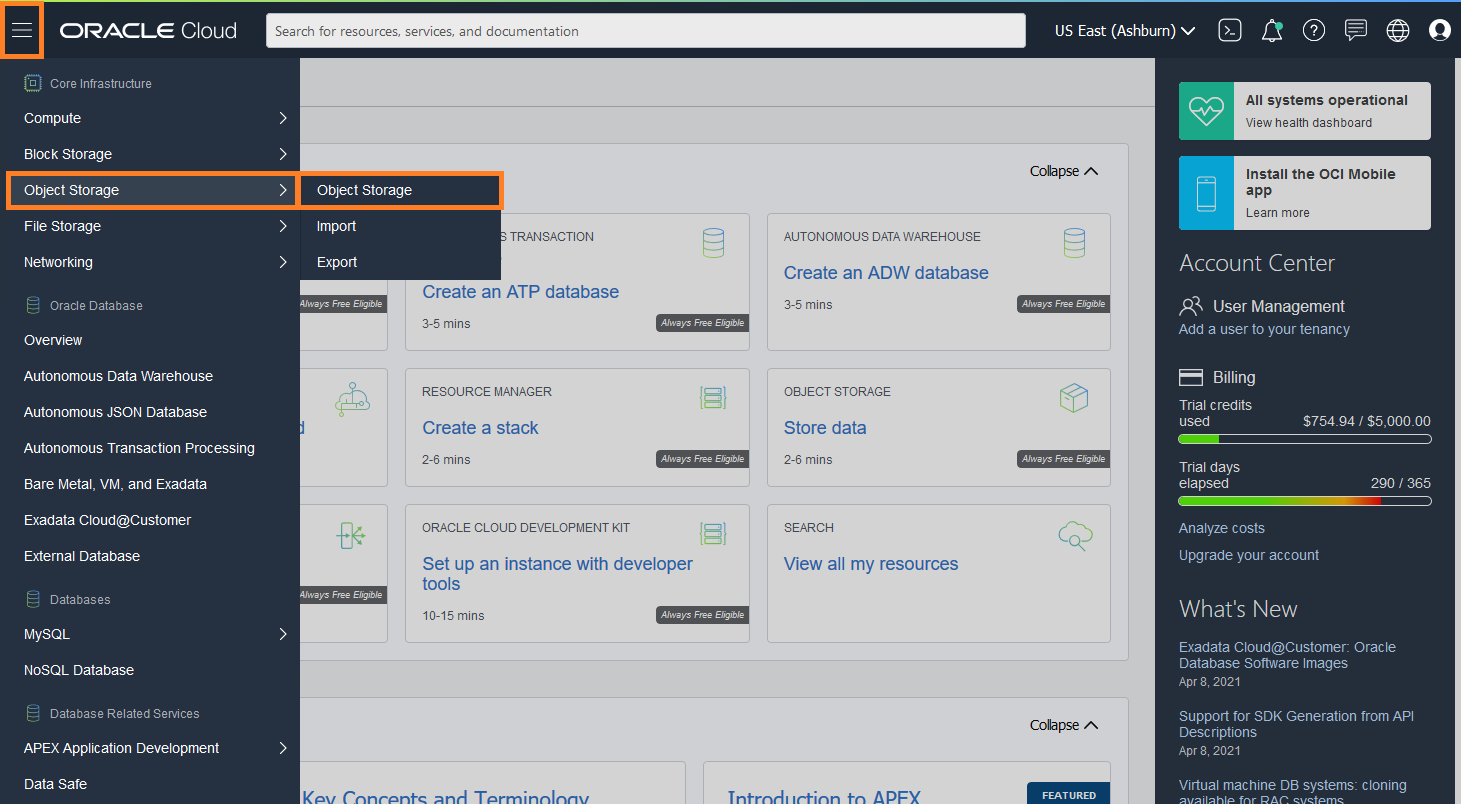 ORACLE Cloud
Search for resources, services, and documentation
US East (Ashburn)
Core Infrastructure
Compute
Block Storage
Object Storage
File Storage
Networking
Oracle Database
Overview
Autonomous Data Warehouse
Autonomous JSON Database
Autonomous Transaction Processing
Bare Metal, VM, and Exadata
Exadata Cloud@Customer
External Database
Databases
MySQL
NoSQL Database
Database Related Services
APEX Application Development
Data Safe
Object Storage
Import
Export
Collapse
Always Free Eligible
S TRANSACTION
Create an ATP database
3-5 mins
Always Free Eligible
AUTONOMOUS DATA WAREHOUSE
Create an ADW database
3-5 mins
Always Free Eligible
d
RESOURCE MANAGER
Create a stack
2-6 mins
Always Free Eligible
OBJECT STORAGE
Store data
2-6 mins
Always Free Eligible
Always Free Eligible
ORACLE CLOUD DEVELOPMENT KIT
Set up an instance with developer
tools
10-15 mins
Always Free Eligible
SEARCH
View all my resources
Collapse
Key Concepts and Terminology
Introduction to APEX
FEATURED
All systems operational
View health dashboard
Install the OCI Mobile
app
Learn more
Account Center
User Management
Add a user to your tenancy
Billing
Trial credits
used
$754.94 / $5,000.00
Trial days
elapsed
290 / 365
Analyze costs
Upgrade your account
What's New
Exadata Cloud@Customer: Oracle
Database Software Images
Apr 8, 2021
Support for SDK Generation from API
Descriptions
Apr 8, 2021
Virtual machine DB systems: cloning
available for RAC systems